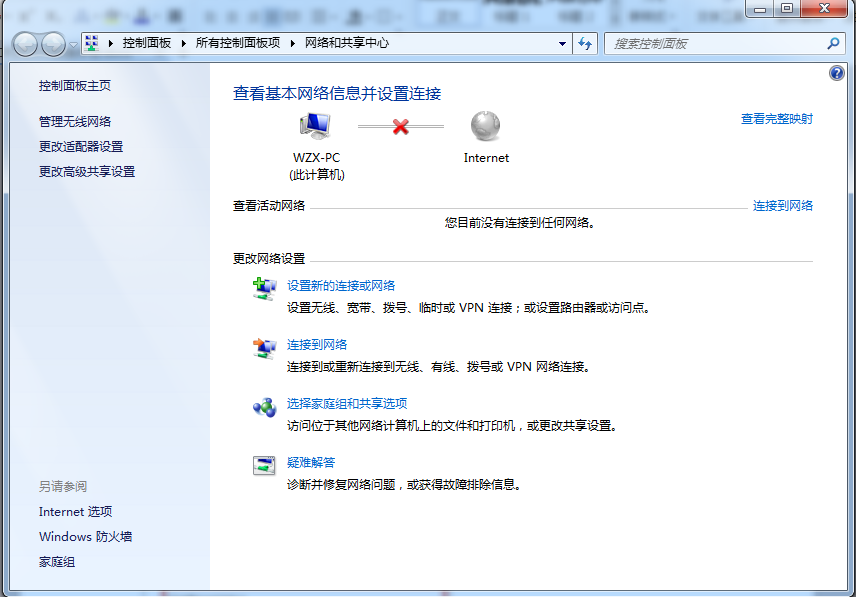 控制面板 ▸ 所有控制面板项 ▸ 网络和共享中心
搜索控制面板
控制面板主页
管理无线网络
更改适配器设置
更改高级共享设置
另请参阅
Internet 选项
Windows 防火墙
家庭组
查看基本网络信息并设置连接
查看完整映射
WZX-PC
(此计算机)
Internet
查看活动网络
连接到网络
您目前没有连接到任何网络。
更改网络设置
设置新的连接或网络
设置无线、宽带、拨号、临时或 VPN 连接；或设置路由器或访问点。
连接到网络
连接到或重新连接到无线、有线、拨号或 VPN 网络连接。
选择家庭组和共享选项
访问位于其他网络计算机上的文件和打印机，或更改共享设置。
疑难解答
诊断并修复网络问题，或获得故障排除信息。